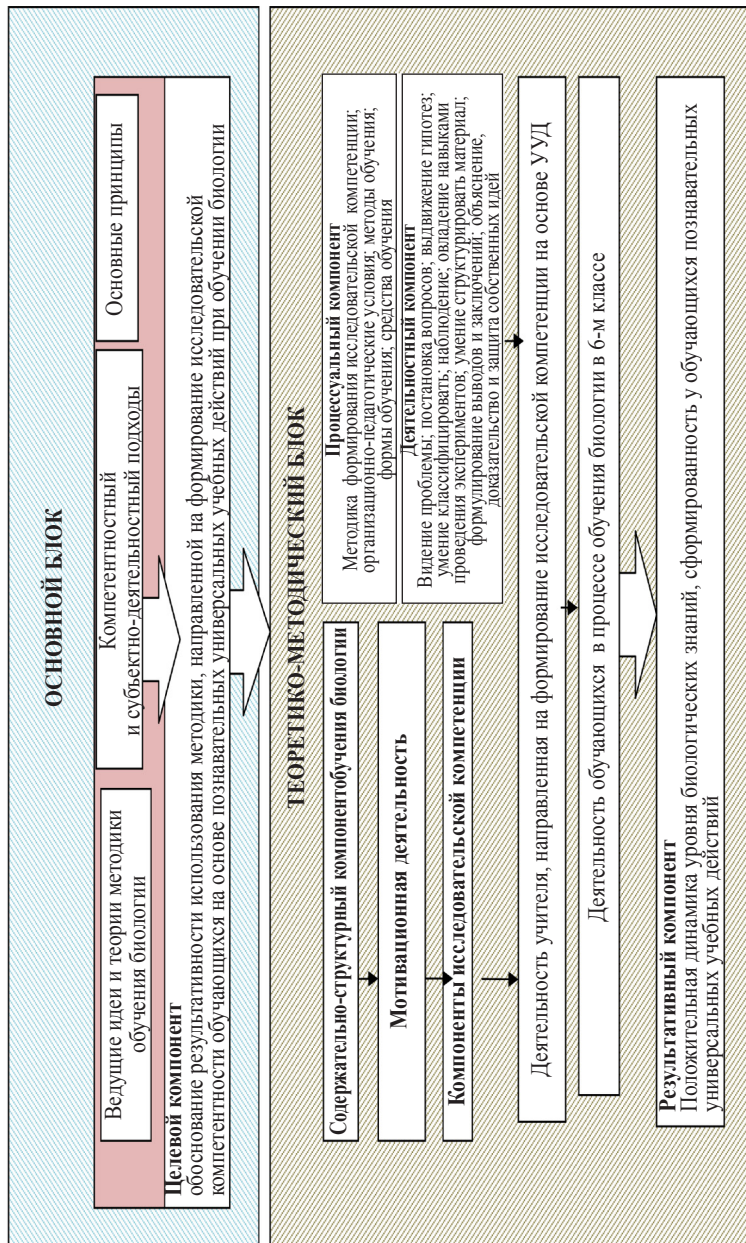 ОСНОВНОЙ БЛОК
Ведущие идеи и теории методики
обучения биологии
Компетентностный
и субъектно-деятельностный подходы
Основные принципы
Целевой компонент
обоснование результативности использования методики, направленной на формирование исследовательской
компетентности обучающихся на основе познавательных универсальных учебных действий при обучении биологии
ТЕОРЕТИКО-МЕТОДИЧЕСКИЙ БЛОК
Содержательно-структурный компонентобучения биологии
Мотивационная деятельность
Компоненты исследовательской компетенции
Процессуальный компонент
Методика формирования исследовательской компетенции;
организационно-педагогические условия; методы обучения;
формы обучения; средства обучения
Деятельностный компонент
Видение проблемы; постановка вопросов; выдвижение гипотез;
умение классифицировать; наблюдение; овладение навыками
проведения экспериментов; умение структурировать материал;
формулирование выводов и заключений; объяснение,
доказательство и защита собственных идей
Деятельность учителя, направленная на формирование исследовательской компетенции на основе УУД
Деятельность обучающихся в процессе обучения биологии в 6-м классе
Результативный компонент
Положительная динамика уровня биологических знаний, сформированность у обучающихся познавательных
универсальных учебных действий